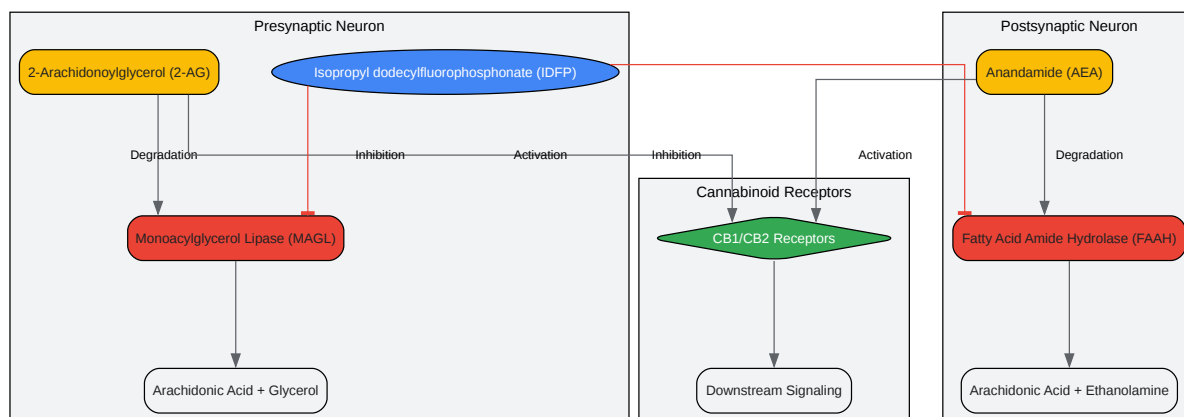 Presynaptic Neuron
Postsynaptic Neuron
2-Arachidonoylglycerol (2-AG)
Isopropyl dodecylfluorophosphonate (IDFP)
Anandamide (AEA)
Degradation
Inhibition
Activation
Inhibition
Activation
Degradation
Cannabinoid Receptors
Monoacylglycerol Lipase (MAGL)
CB1/CB2 Receptors
Fatty Acid Amide Hydrolase (FAAH)
Arachidonic Acid + Glycerol
Downstream Signaling
Arachidonic Acid + Ethanolamine